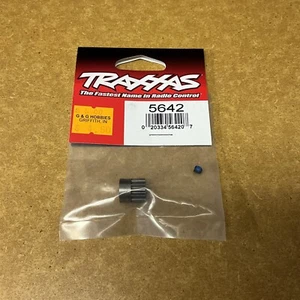 TRAXXAS
The Fastest Name In Radio Control
5642
0 20334 56420 7
G & G HOBBIES
GRIFFITH, IN